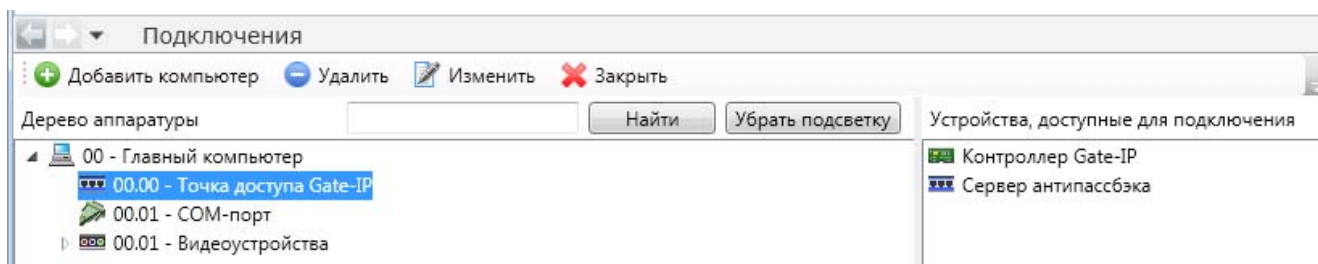 Подключения
Добавить компьютер Удалить Изменить Закрыть
Дерево аппаратуры Найти Убрать подсветку Устройства, доступные для подключения
00 - Главный компьютер Контроллер Gate-IP
00.00 - Точка доступа Gate-IP Сервер антипассбэка
00.01 - COM-порт
00.01 - Видеоустройства